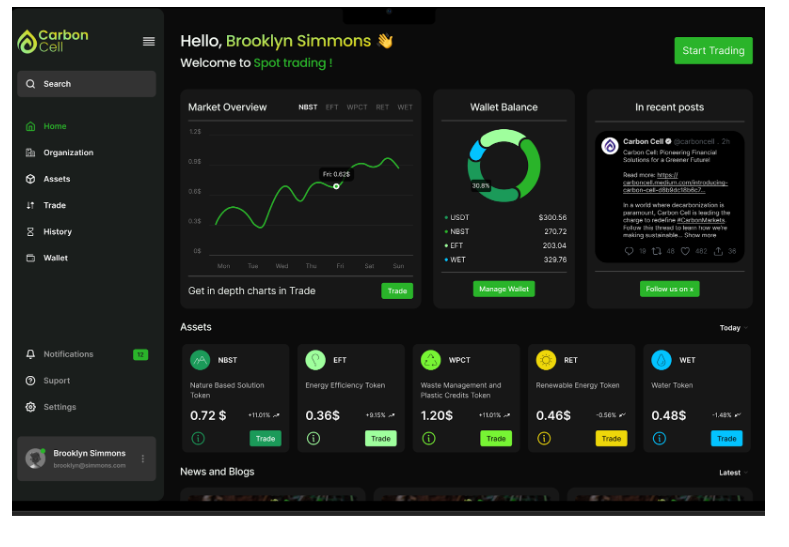 Carbon
Cell
Search
Home
Organization
Assets
Trade
History
Wallet
Notifications
12
Suport
Settings
Brooklyn Simmons
brooklyn@simmons.com
Hello, Brooklyn Simmons 👋
Welcome to Spot trading !
Start Trading
Market Overview
NBST EFT WPCT RET WET
1.2$
0.9$
0.6$
0.3$
0$
Fri: 0.62$
Mon Tue Wed Thu Fri Sat Sun
Get in depth charts in Trade
Trade
Wallet Balance
30.8%
USDT $300.56
NBST 270.72
EFT 203.04
WET 329.76
Manage Wallet
In recent posts
Carbon Cell @carboncell . 2h
Carbon Cell: Pioneering Financial
Solutions for a Greener Future!
Read more: https://
carboncell.medium.com/introducing-
carbon-cell-d8b9dc18b6c7...
In a world where decarbonization is
paramount, Carbon Cell is leading the
charge to redefine #CarbonMarkets.
Follow this thread to learn how we're
making sustainable... Show more
19 48 482 36
Follow us on x
Assets
Today
NBST
Nature Based Solution
Token
0.72 $ +11.01%
Trade
EFT
Energy Efficiency Token
0.36$ +9.15%
Trade
WPCT
Waste Management and
Plastic Credits Token
1.20$ +11.01%
Trade
RET
Renewable Energy Token
0.46$ -0.56%
Trade
WET
Water Token
0.48$ -1.48%
Trade
News and Blogs
Latest